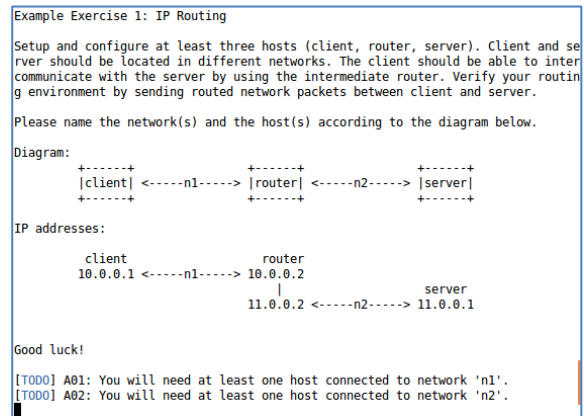 Example Exercise 1: IP Routing
Setup and configure at least three hosts (client, router, server). Client and se
rver should be located in different networks. The client should be able to inter
communicate with the server by using the intermediate router. Verify your routin
g environment by sending routed network packets between client and server.
Please name the network(s) and the host(s) according to the diagram below.
Diagram:
+------+ +------+ +------+
|client| <-----n1-----> |router| <-----n2-----> |server|
+------+ +------+ +------+
IP addresses:
client router
10.0.0.1 <-----n1-----> 10.0.0.2
| server
11.0.0.2 <-----n2-----> 11.0.0.1
Good luck!
[TODO] A01: You will need at least one host connected to network 'n1'.
[TODO] A02: You will need at least one host connected to network 'n2'.